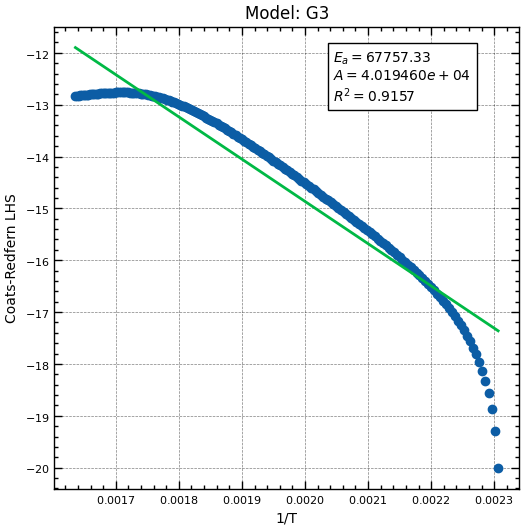 Model: G3
E_a = 67757.33
A = 4.019460e + 04
R² = 0.9157
Coats-Redfern LHS
−12
−13
−14
−15
−16
−17
−18
−19
−20
0.0017 0.0018 0.0019 0.0020 0.0021 0.0022 0.0023
1/T